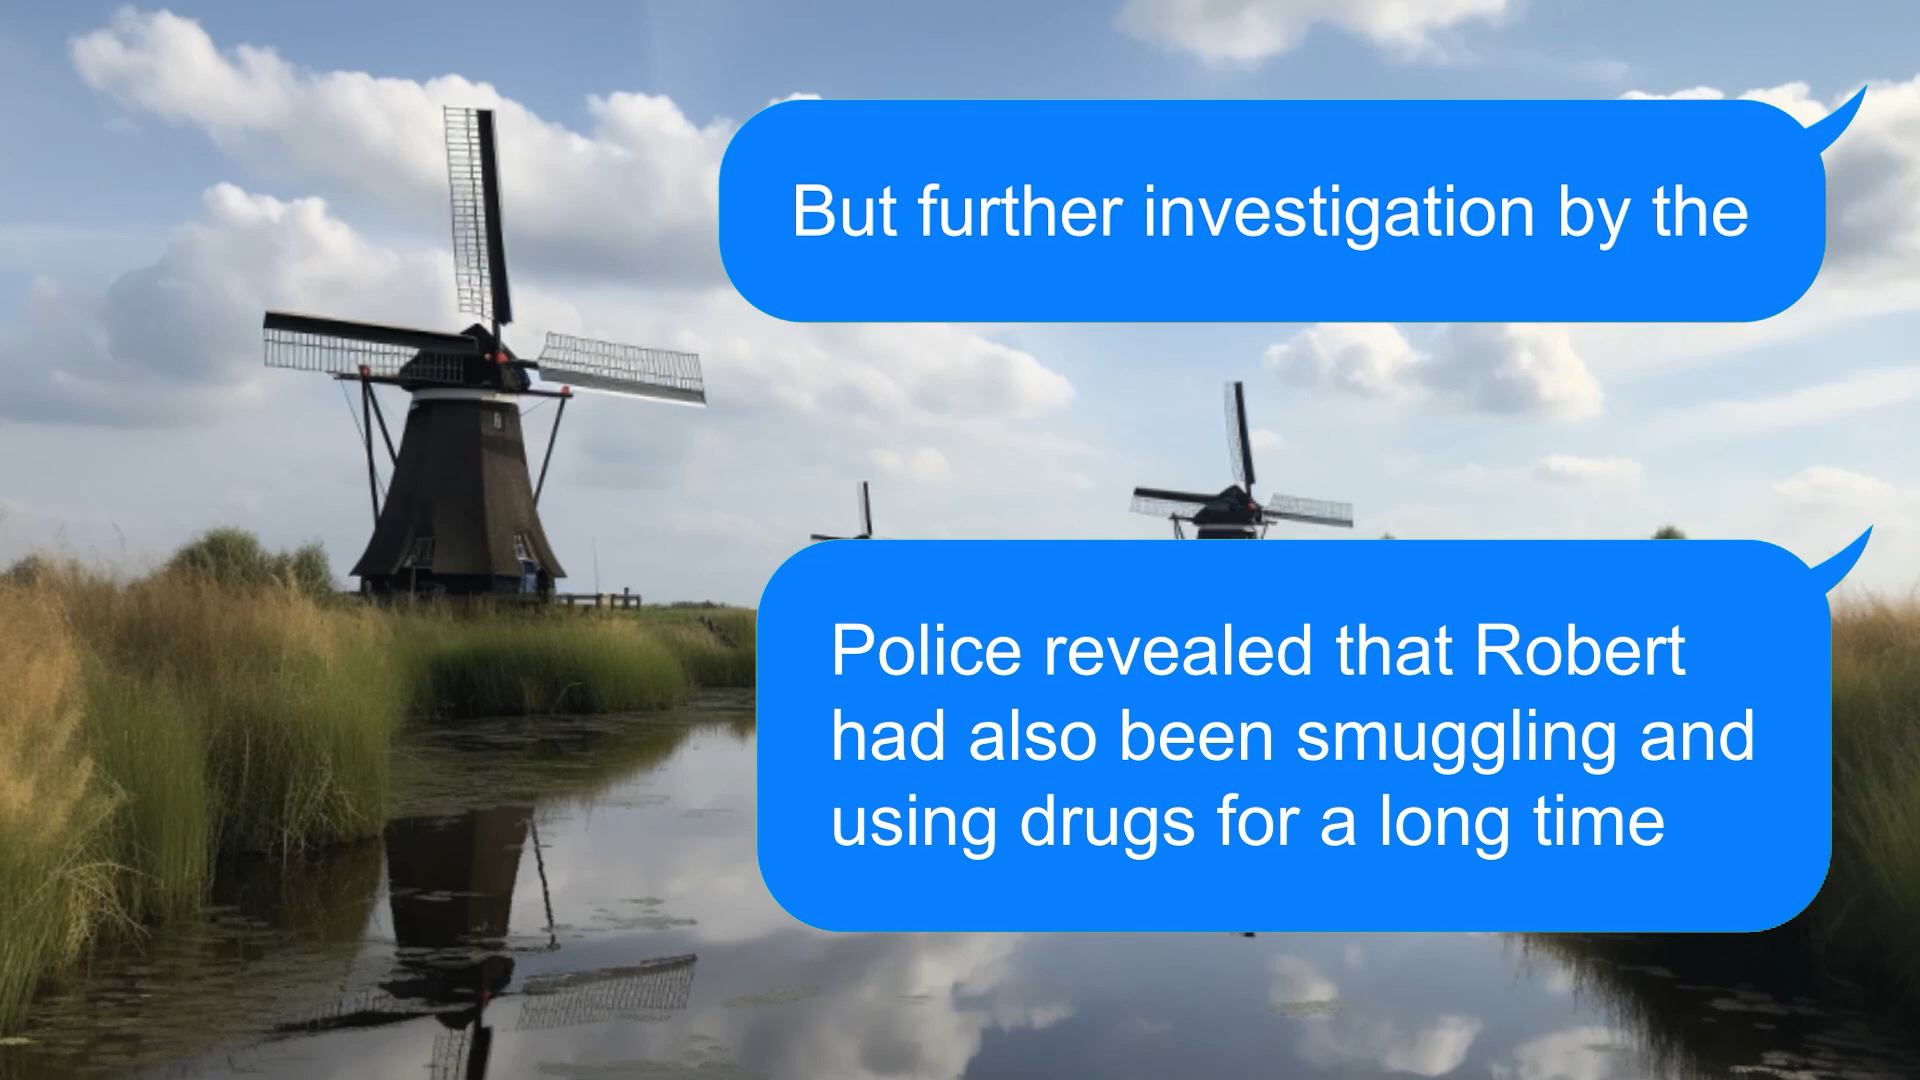 But further investigation by the
Police revealed that Robert
had also been smuggling and
using drugs for a long time